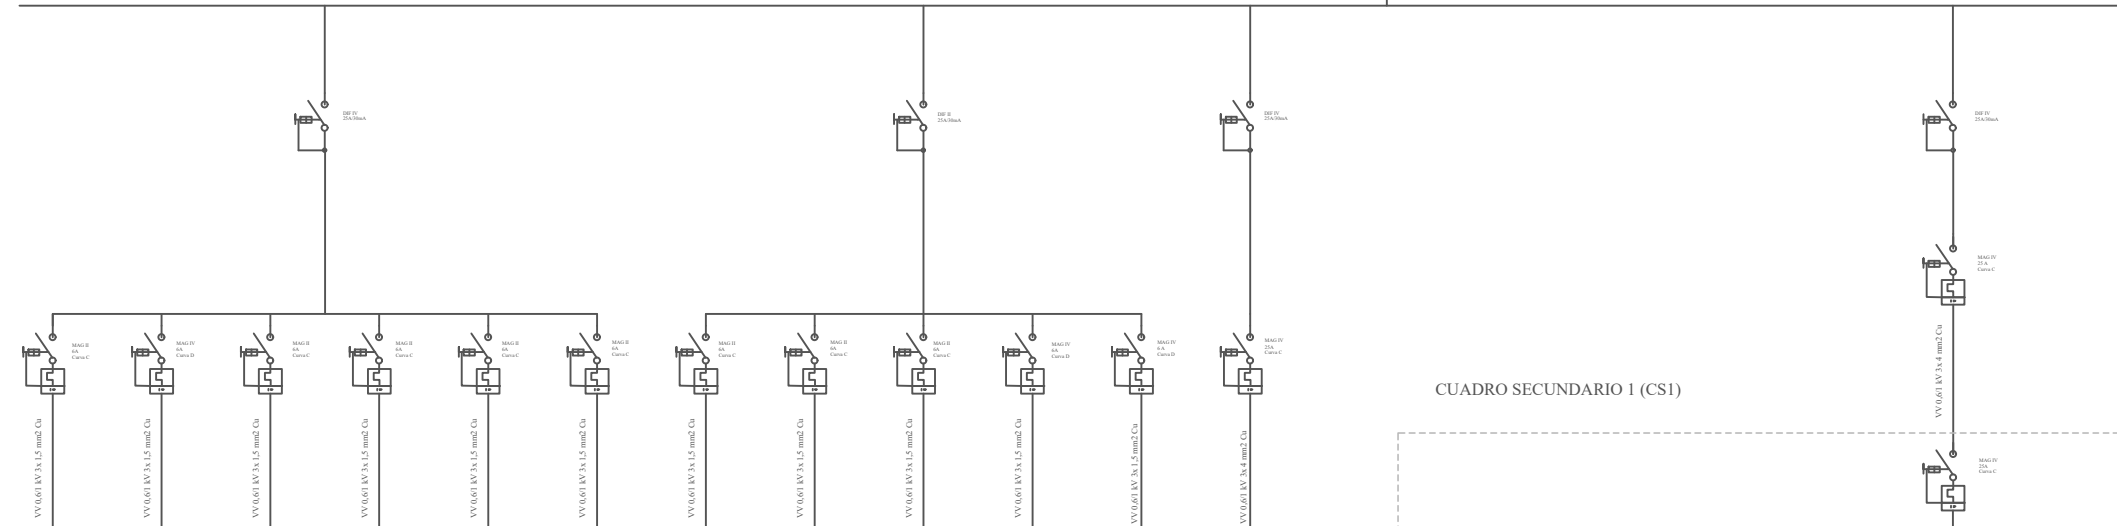 DIF IV
25A/30mA
DIF II
25A/30mA
DIF IV
25A/30mA
DIF IV
25A/30mA
MAG IV
25 A
Curva C
MAG II
6A
Curva C
MAG IV
6A
Curva D
MAG II
6A
Curva C
MAG II
6A
Curva C
MAG II
6A
Curva C
MAG II
6A
Curva C
MAG II
6A
Curva C
MAG II
6A
Curva C
MAG II
6A
Curva C
MAG IV
6A
Curva D
MAG IV
6 A
Curva D
MAG IV
25A
Curva C
VV 0,6/1 kV 3x 4 mm2 Cu
CUADRO SECUNDARIO 1 (CS1)
VV 0,6/1 kV 3x 1,5 mm2 Cu
VV 0,6/1 kV 3x 1,5 mm2 Cu
VV 0,6/1 kV 3x 1,5 mm2 Cu
VV 0,6/1 kV 3x 1,5 mm2 Cu
VV 0,6/1 kV 3x 1,5 mm2 Cu
VV 0,6/1 kV 3x 1,5 mm2 Cu
VV 0,6/1 kV 3x 1,5 mm2 Cu
VV 0,6/1 kV 3x 1,5 mm2 Cu
VV 0,6/1 kV 3x 1,5 mm2 Cu
VV 0,6/1 kV 3x 1,5 mm2 Cu
VV 0,6/1 kV 3x 1,5 mm2 Cu
VV 0,6/1 kV 3x 4 mm2 Cu
MAG IV
25A
Curva C